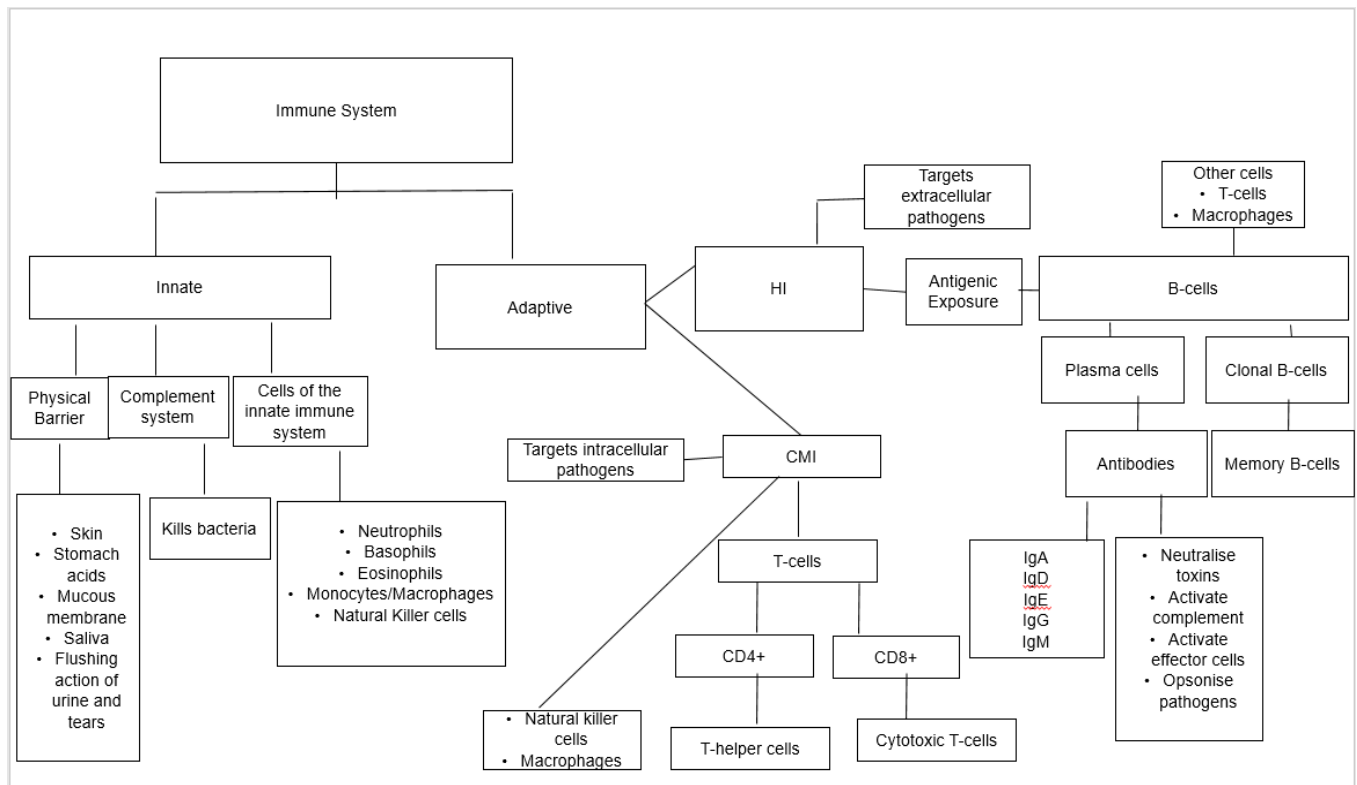 Immune System
Targets
extracellular
pathogens
Other cells
• T-cells
• Macrophages
Innate
Adaptive
HI
Antigenic
Exposure
B-cells
Physical
Barrier
Complement
system
Cells of the
innate immune
system
Plasma cells
Clonal B-cells
Targets intracellular
pathogens
CMI
Antibodies
Memory B-cells
• Skin
• Stomach
acids
• Mucous
membrane
• Saliva
• Flushing
action of
urine and
tears
Kills bacteria
• Neutrophils
• Basophils
• Eosinophils
• Monocytes/Macrophages
• Natural Killer cells
T-cells
IgA
IgD
IgE
IgG
IgM
• Neutralise
toxins
• Activate
complement
• Activate
effector cells
• Opsonise
pathogens
CD4+
CD8+
• Natural killer
cells
• Macrophages
T-helper cells
Cytotoxic T-cells